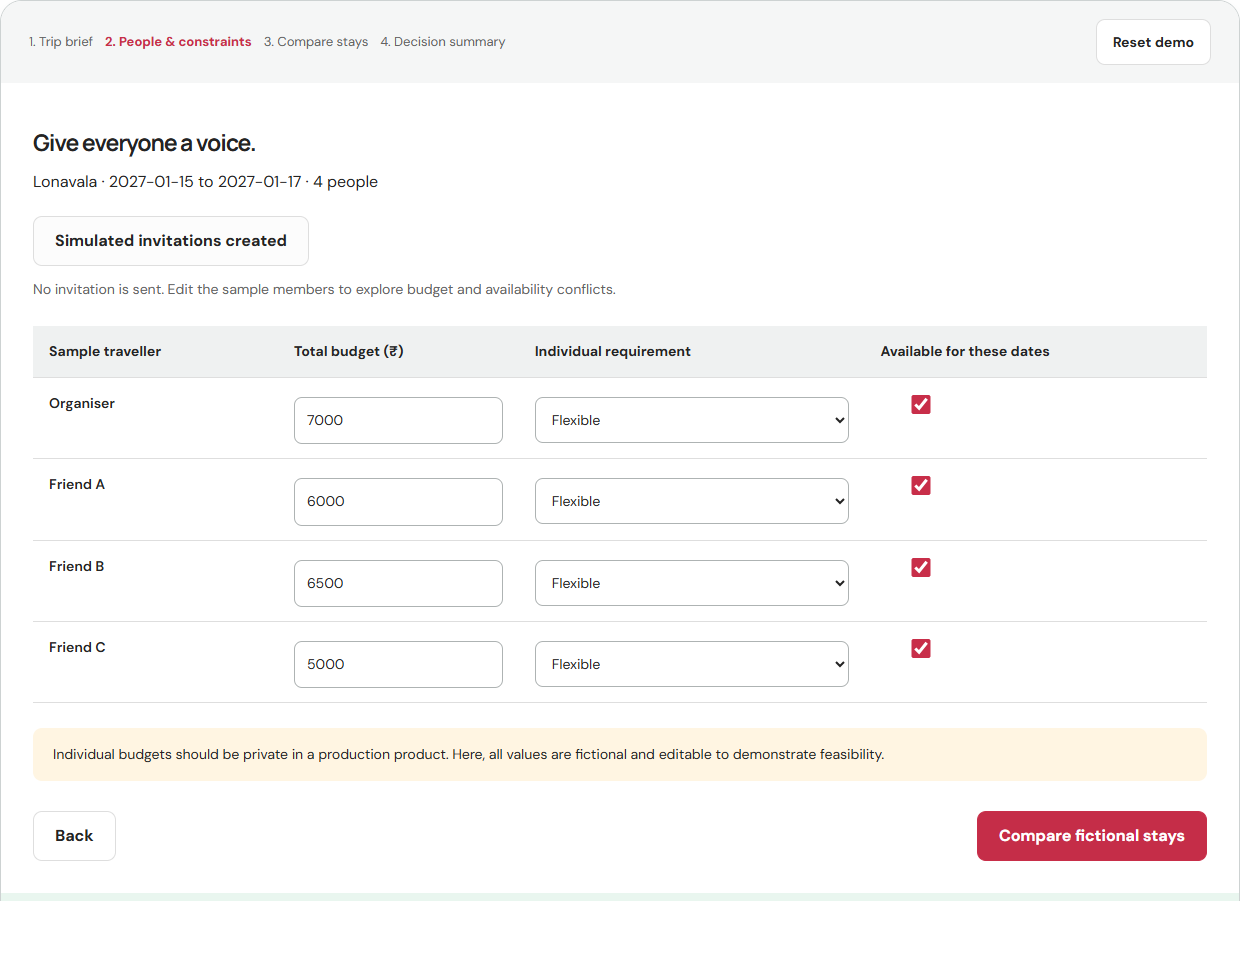 1. Trip brief 2. People & constraints 3. Compare stays 4. Decision summary
Reset demo
Give everyone a voice.
Lonavala · 2027-01-15 to 2027-01-17 · 4 people
Simulated invitations created
No invitation is sent. Edit the sample members to explore budget and availability conflicts.
Sample traveller Total budget (₹) Individual requirement Available for these dates
Organiser 7000 Flexible
Friend A 6000 Flexible
Friend B 6500 Flexible
Friend C 5000 Flexible
Individual budgets should be private in a production product. Here, all values are fictional and editable to demonstrate feasibility.
Back Compare fictional stays